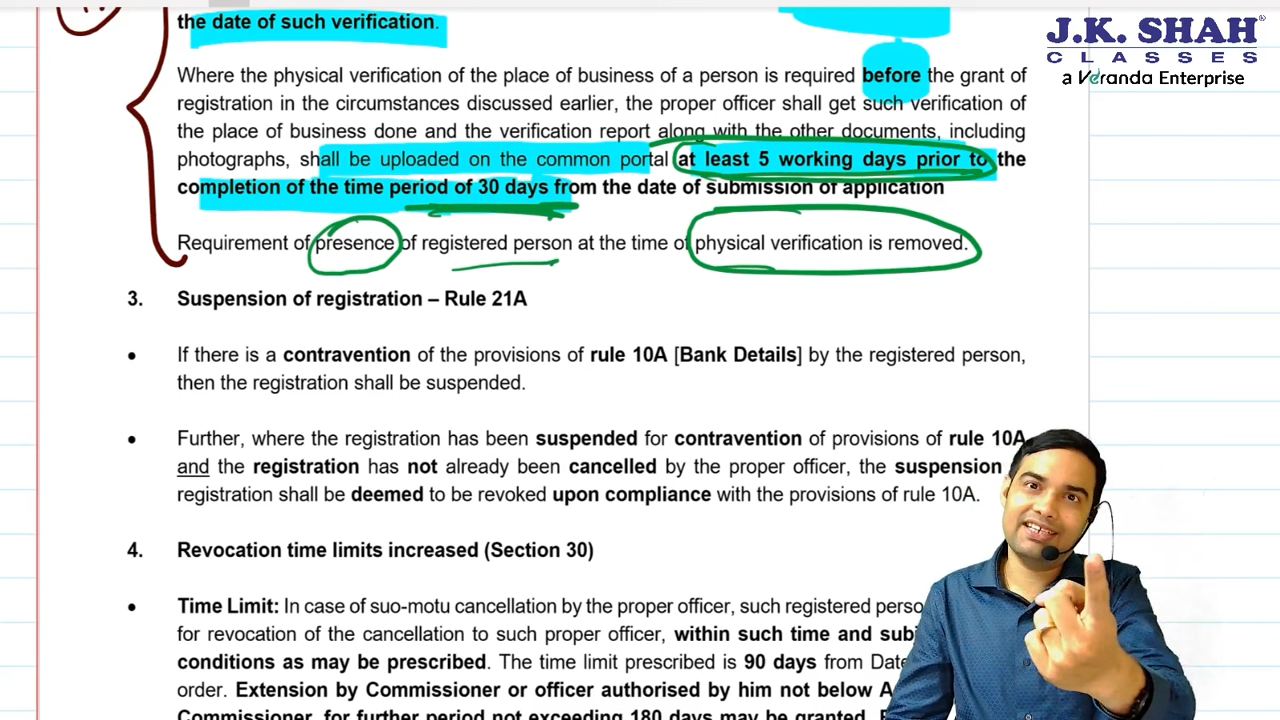 the date of such verification.
J.K. SHAH®
CLASSES
a Veranda Enterprise
Where the physical verification of the place of business of a person is required before the grant of
registration in the circumstances discussed earlier, the proper officer shall get such verification of
the place of business done and the verification report along with the other documents, including
photographs, shall be uploaded on the common portal at least 5 working days prior to the
completion of the time period of 30 days from the date of submission of application
Requirement of presence of registered person at the time of physical verification is removed.
3. Suspension of registration – Rule 21A
• If there is a contravention of the provisions of rule 10A [Bank Details] by the registered person,
then the registration shall be suspended.
• Further, where the registration has been suspended for contravention of provisions of rule 10A
and the registration has not already been cancelled by the proper officer, the suspension
registration shall be deemed to be revoked upon compliance with the provisions of rule 10A.
4. Revocation time limits increased (Section 30)
• Time Limit: In case of suo-motu cancellation by the proper officer, such registered
for revocation of the cancellation to such proper officer, within such time and
conditions as may be prescribed. The time limit prescribed is 90 days from
order. Extension by Commissioner or officer authorised by him not below
Commissioner, for further period not exceeding 180 days may be granted.